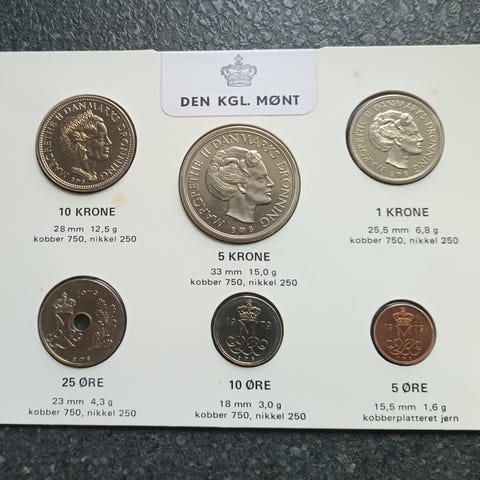 DEN KGL. MØNT
MARGRETHE II DANMARKS DRONNING
10 KRONE
28 mm 12,5 g
kobber 750, nikkel 250
MARGRETHE II DANMARKS DRONNING
5 KRONE
33 mm 15,0 g
kobber 750, nikkel 250
MARGRETHE II DANMARKS DRONNING
1 KRONE
25,5 mm 6,8 g
kobber 750, nikkel 250
1979
25 ØRE
23 mm 4,3 g
kobber 750, nikkel 250
1979
10 ØRE
18 mm 3,0 g
kobber 750, nikkel 250
1979
5 ØRE
15,5 mm 1,6 g
kobberplatteret jern